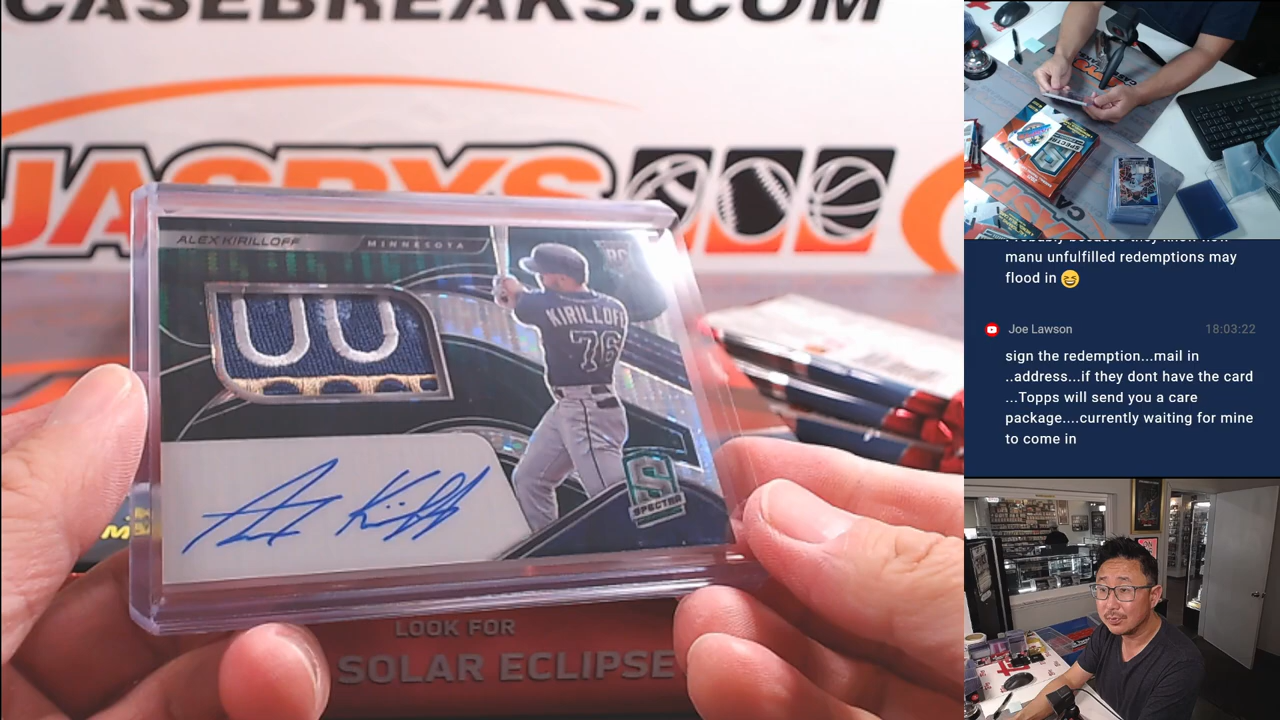 CASEBREAKS.COM
JASPYS
ALEX KIRILLOFF
MINNESOTA
RC
KIRILLOFF
76
SPECTRA
LOOK FOR
SOLAR ECLIPSE
manu unfulfilled redemptions may
flood in 😆
Joe Lawson 18:03:22
sign the redemption...mail in
..address...if they dont have the card
...Topps will send you a care
package....currently waiting for mine
to come in